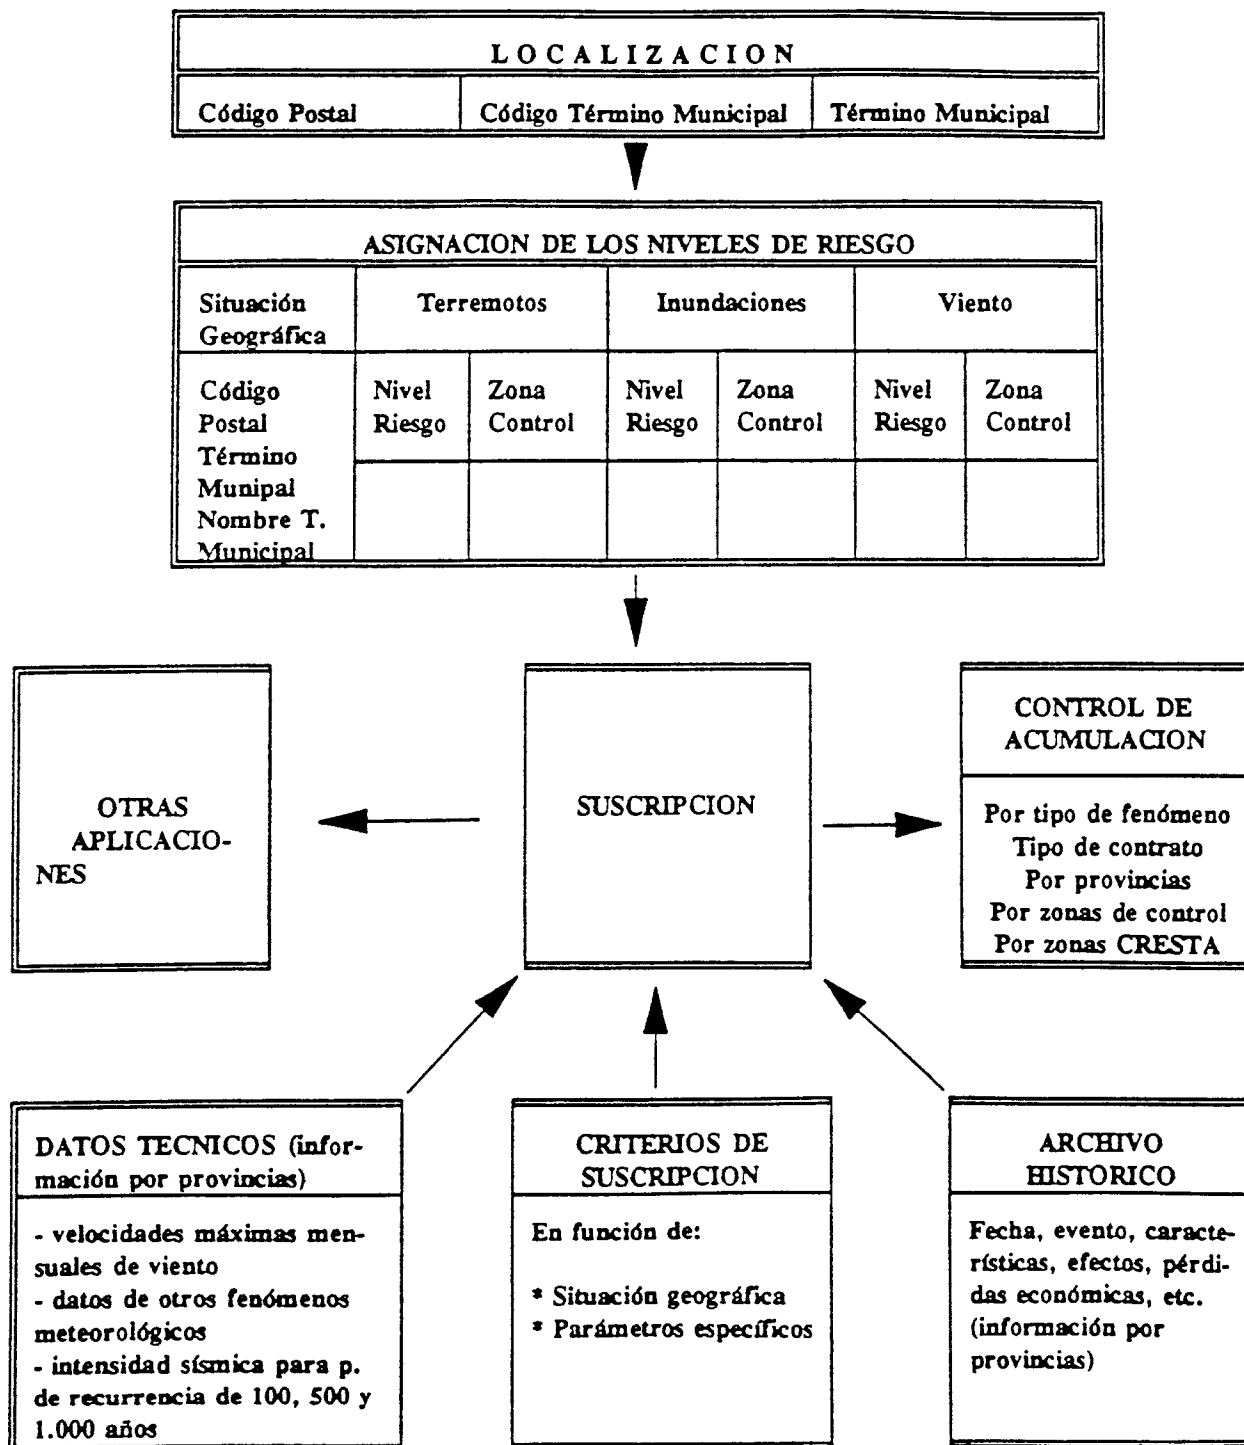 LOCALIZACION
Código Postal Código Término Municipal Término Municipal
ASIGNACION DE LOS NIVELES DE RIESGO
Situación
Geográfica
Terremotos Inundaciones Viento
Código
Postal
Término
Munipal
Nombre T.
Municipal
Nivel
Riesgo
Zona
Control
Nivel
Riesgo
Zona
Control
Nivel
Riesgo
Zona
Control
OTRAS
APLICACIO-
NES
SUSCRIPCION
CONTROL DE
ACUMULACION
Por tipo de fenómeno
Tipo de contrato
Por provincias
Por zonas de control
Por zonas CRESTA
DATOS TECNICOS (infor-
mación por provincias)
- velocidades máximas men-
suales de viento
- datos de otros fenómenos
meteorológicos
- intensidad sísmica para p.
de recurrencia de 100, 500 y
1.000 años
CRITERIOS DE
SUSCRIPCION
En función de:
* Situación geográfica
* Parámetros específicos
ARCHIVO
HISTORICO
Fecha, evento, caracte-
rísticas, efectos, pérdi-
das económicas, etc.
(información por
provincias)